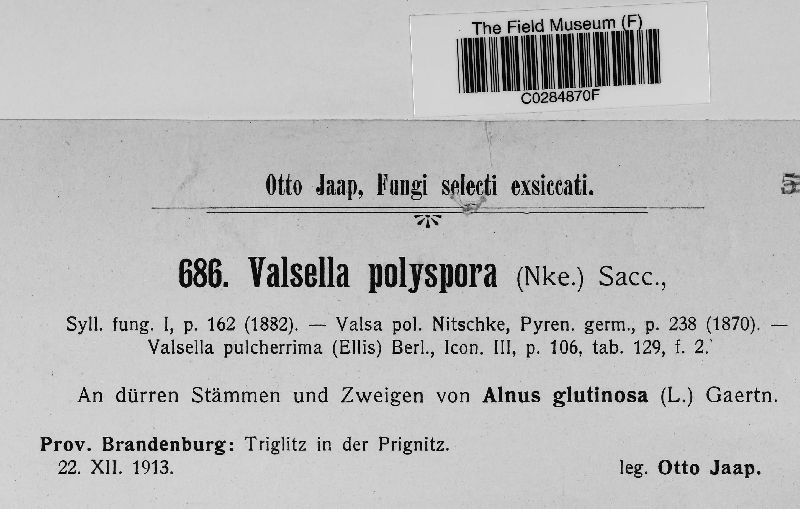 The Field Museum (F)
C0284870F
Otto Jaap, Fungi selecti exsiccati.
686. Valsella polyspora (Nke.) Sacc.,
Syll. fung. I, p. 162 (1882). — Valsa pol. Nitschke, Pyren. germ., p. 238 (1870). —
Valsella pulcherrima (Ellis) Berl., Icon. III, p. 106, tab. 129, f. 2.
An dürren Stämmen und Zweigen von Alnus glutinosa (L.) Gaertn.
Prov. Brandenburg: Triglitz in der Prignitz.
22. XII. 1913. leg. Otto Jaap.